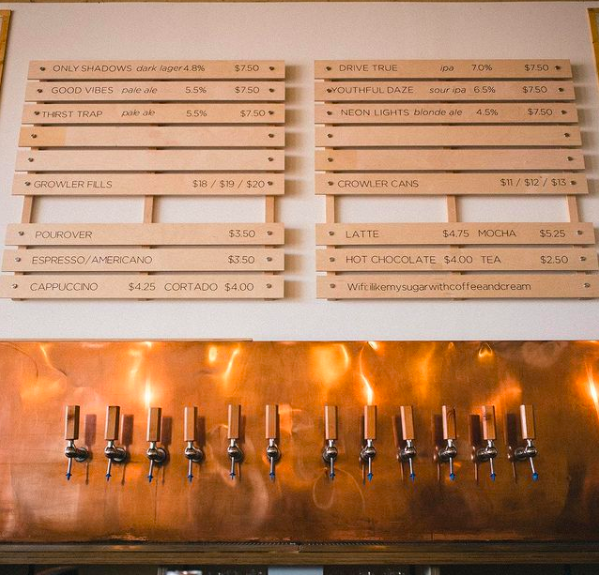 ONLY SHADOWS dark lager 4.8% $7.50
GOOD VIBES pale ale 5.5% $7.50
THIRST TRAP pale ale 5.5% $7.50
GROWLER FILLS $18 / $19 / $20
POUROVER $3.50
ESPRESSO/AMERICANO $3.50
CAPPUCCINO $4.25 CORTADO $4.00
DRIVE TRUE ipa 7.0% $7.50
YOUTHFUL DAZE sour ipa 6.5% $7.50
NEON LIGHTS blonde ale 4.5% $7.50
CROWLER CANS $11 / $12 / $13
LATTE $4.75 MOCHA $5.25
HOT CHOCOLATE $4.00 TEA $2.50
Wifi: ilikemysugarwithcoffeeandcream